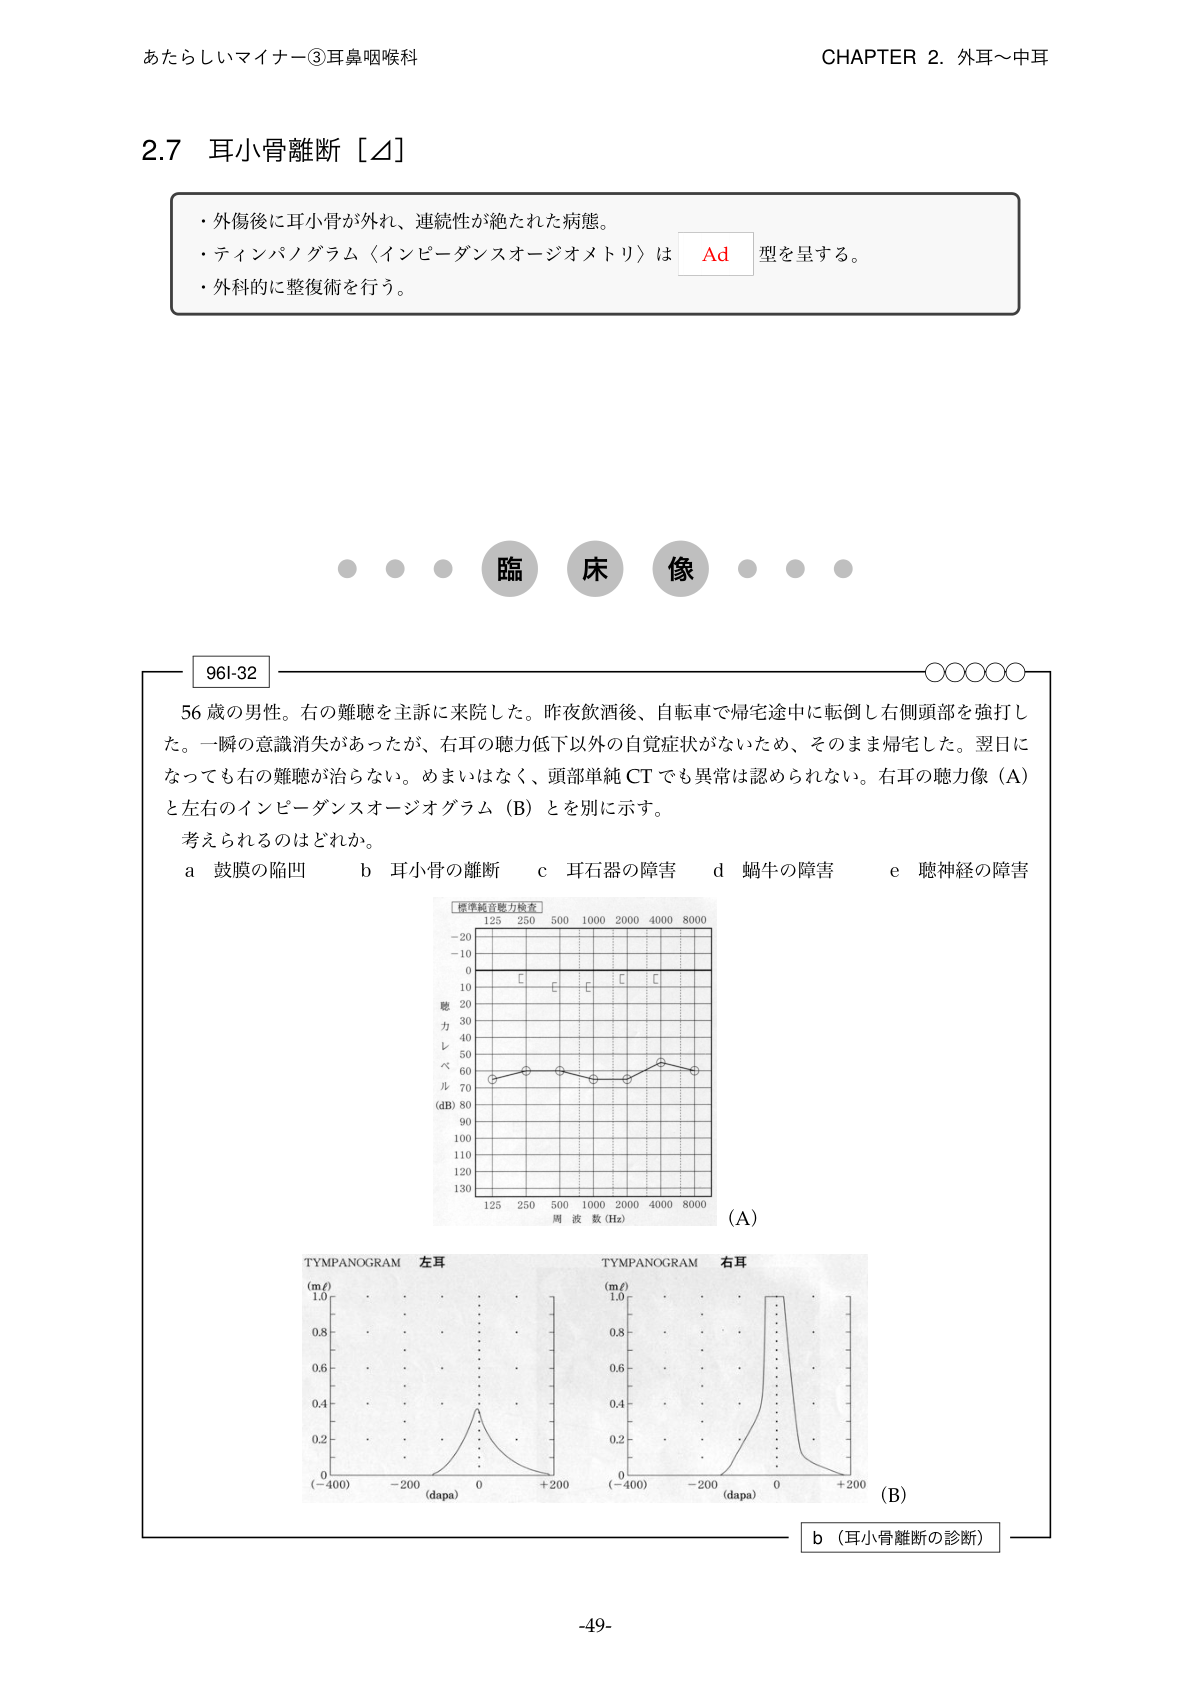 あたらしいマイナー③耳鼻咽喉科 CHAPTER 2. 外耳〜中耳
2.7 耳小骨離断［⊿］
・外傷後に耳小骨が外れ、連続性が絶たれた病態。
・ティンパノグラム〈インピーダンスオージオメトリ〉は Ad 型を呈する。
・外科的に整復術を行う。
臨床像
96I-32
56 歳の男性。右の難聴を主訴に来院した。昨夜飲酒後、自転車で帰宅途中に転倒し右側頭部を強打し
た。一瞬の意識消失があったが、右耳の聴力低下以外の自覚症状がないため、そのまま帰宅した。翌日に
なっても右の難聴が治らない。めまいはなく、頭部単純 CT でも異常は認められない。右耳の聴力像（A）
と左右のインピーダンスオージオグラム（B）とを別に示す。
考えられるのはどれか。
a 鼓膜の陥凹 b 耳小骨の離断 c 耳石器の障害 d 蝸牛の障害 e 聴神経の障害
標準純音聴力検査
125 250 500 1000 2000 4000 8000
−20
−10
0
10
20
30
40
50
60
70
80
90
100
110
120
130
聴力レベル(dB)
125 250 500 1000 2000 4000 8000
周波数(Hz)
(A)
TYMPANOGRAM 左耳
(mℓ)
1.0
0.8
0.6
0.4
0.2
0
(−400) −200 0 +200
(dapa)
TYMPANOGRAM 右耳
(mℓ)
1.0
0.8
0.6
0.4
0.2
0
(−400) −200 0 +200
(dapa)
(B)
b （耳小骨離断の診断）
-49-